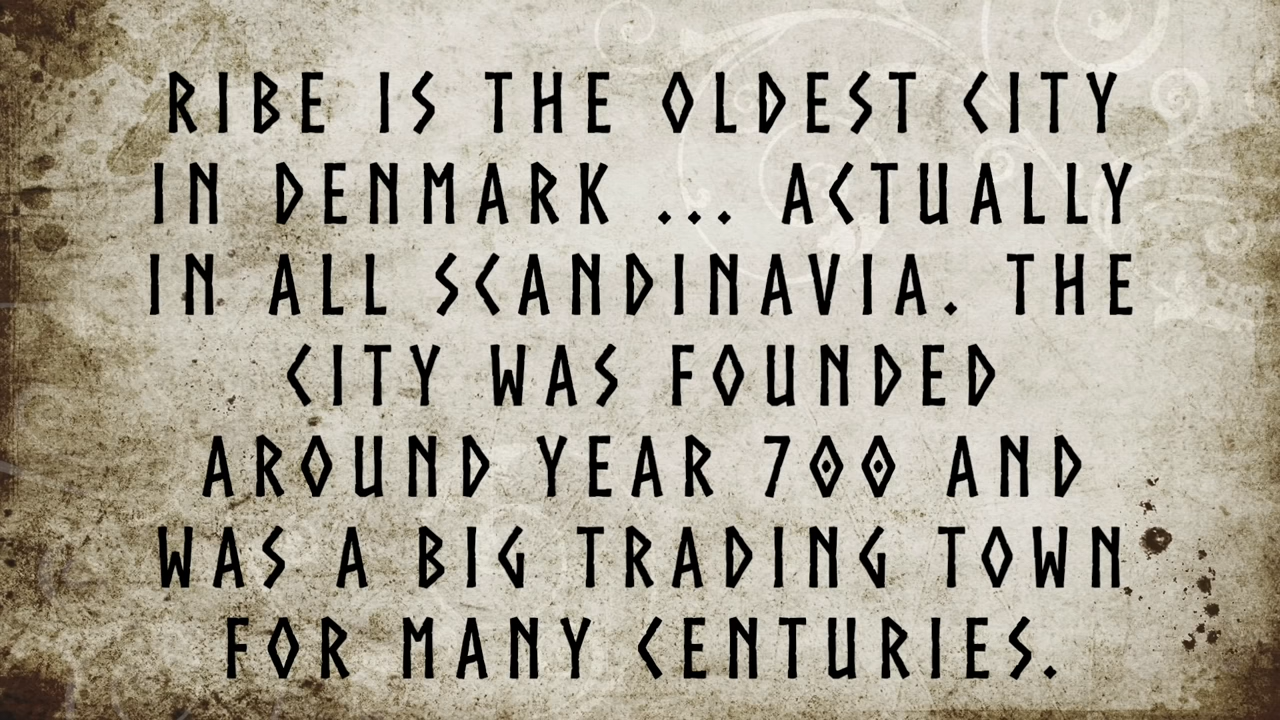 RIBE IS THE OLDEST CITY
IN DENMARK ... ACTUALLY
IN ALL SCANDINAVIA. THE
CITY WAS FOUNDED
AROUND YEAR 700 AND
WAS A BIG TRADING TOWN
FOR MANY CENTURIES.